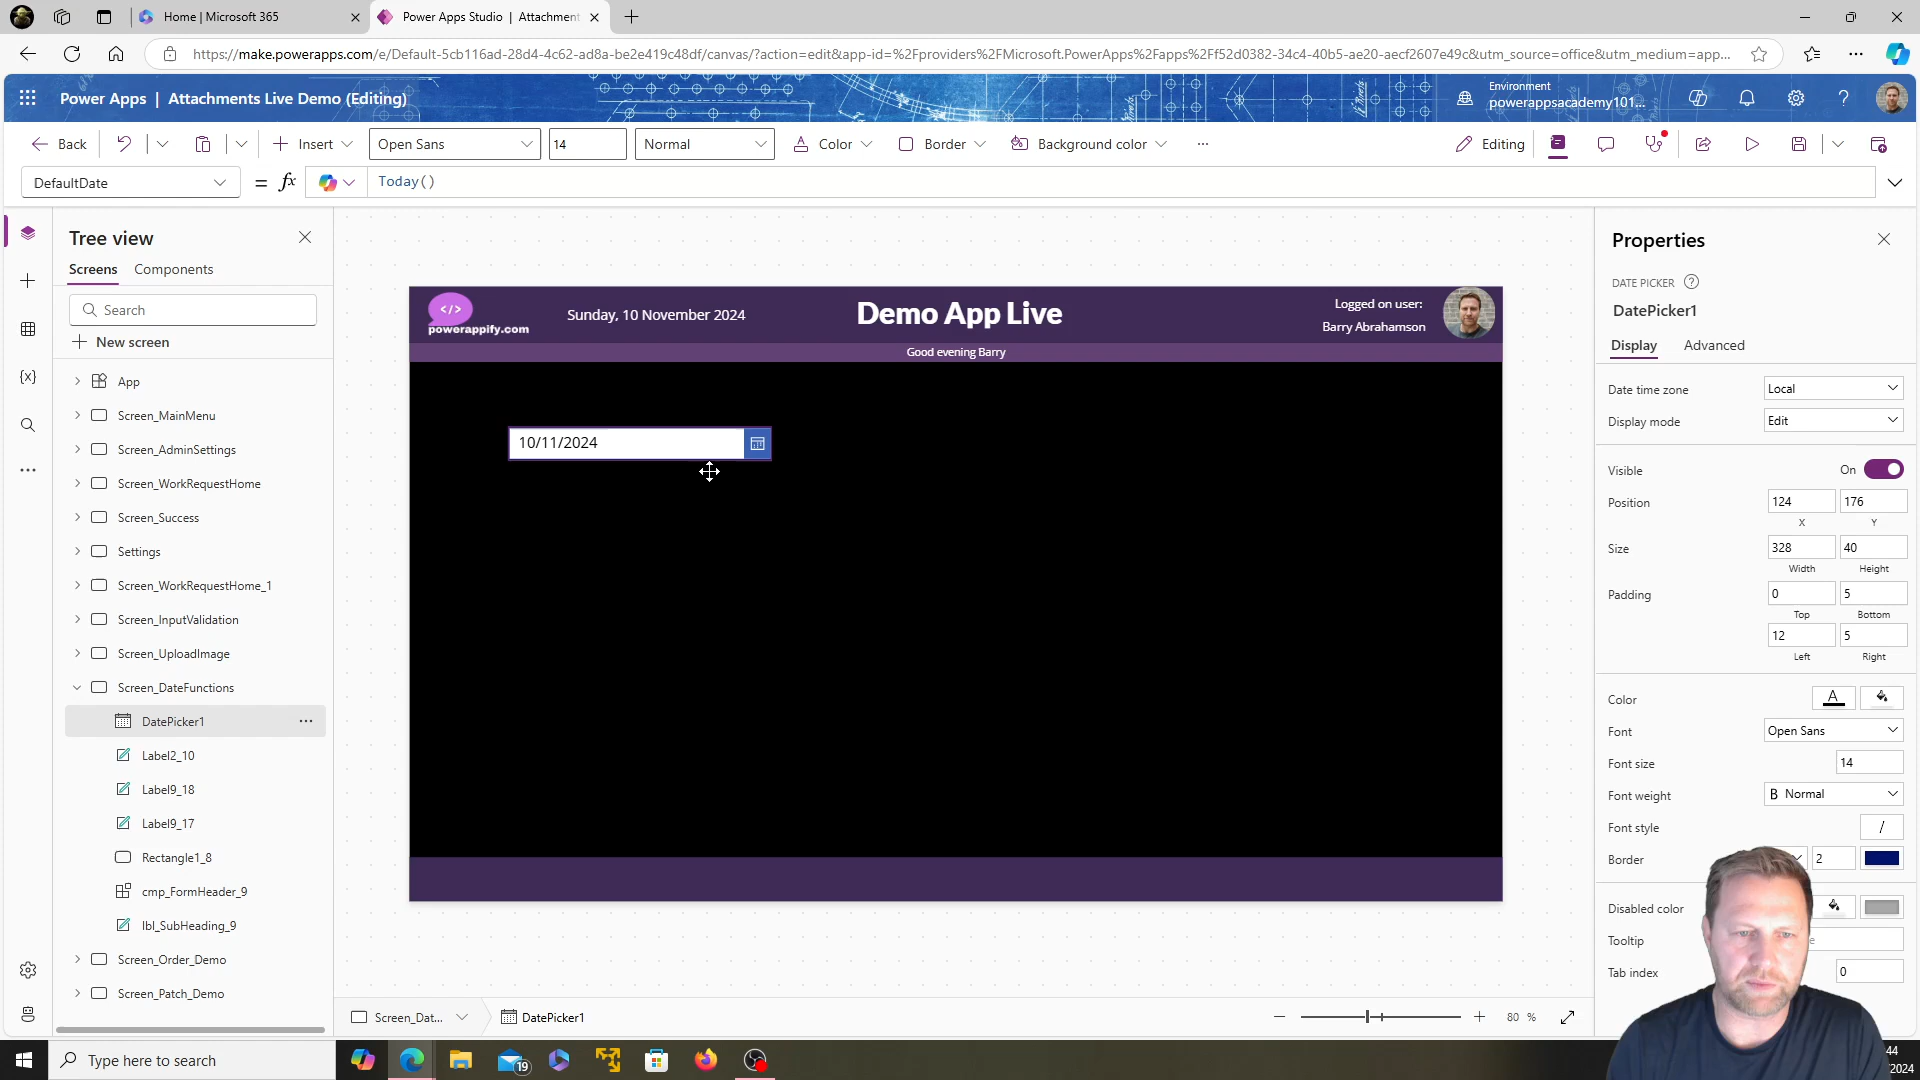 Home | Microsoft 365
Power Apps Studio | Attachment
https://make.powerapps.com/e/Default-5cb116ad-28d4-4c62-ad8a-be2e419c48df/canvas/?action=edit&app-id=%2Fproviders%2FMicrosoft.PowerApps%2Fapps%2Ff52d0382-34c4-40b5-ae20-aecf2607e49c&utm_source=office&utm_medium=app...
Power Apps | Attachments Live Demo (Editing)
Environment
powerappsacademy101...
Back
Insert
Open Sans
14
Normal
Color
Border
Background color
Editing
DefaultDate
= fx
Today()
Tree view
Screens
Components
Search
New screen
App
Screen_MainMenu
Screen_AdminSettings
Screen_WorkRequestHome
Screen_Success
Settings
Screen_WorkRequestHome_1
Screen_InputValidation
Screen_UploadImage
Screen_DateFunctions
DatePicker1
Label2_10
Label9_18
Label9_17
Rectangle1_8
cmp_FormHeader_9
lbl_SubHeading_9
Screen_Order_Demo
Screen_Patch_Demo
</>
powerappify.com
Sunday, 10 November 2024
Demo App Live
Logged on user:
Barry Abrahamson
Good evening Barry
10/11/2024
Screen_Dat...
DatePicker1
80 %
Properties
DATE PICKER
DatePicker1
Display
Advanced
Date time zone
Local
Display mode
Edit
Visible
On
Position
124
176
X
Y
Size
328
40
Width
Height
Padding
0
5
Top
Bottom
12
5
Left
Right
Color
A
Font
Open Sans
Font size
14
Font weight
B Normal
Font style
/
Border
2
Disabled color
Tooltip
Tab index
0
Type here to search
19
44
2024